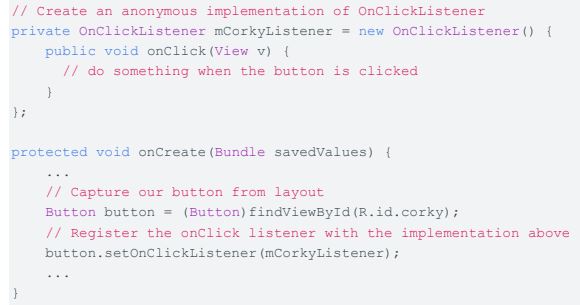 // Create an anonymous implementation of OnClickListener
private OnClickListener mCorkyListener = new OnClickListener() {
    public void onClick(View v) {
      // do something when the button is clicked
    }
};

protected void onCreate(Bundle savedValues) {
    ...
    // Capture our button from layout
    Button button = (Button)findViewById(R.id.corky);
    // Register the onClick listener with the implementation above
    button.setOnClickListener(mCorkyListener);
    ...
}